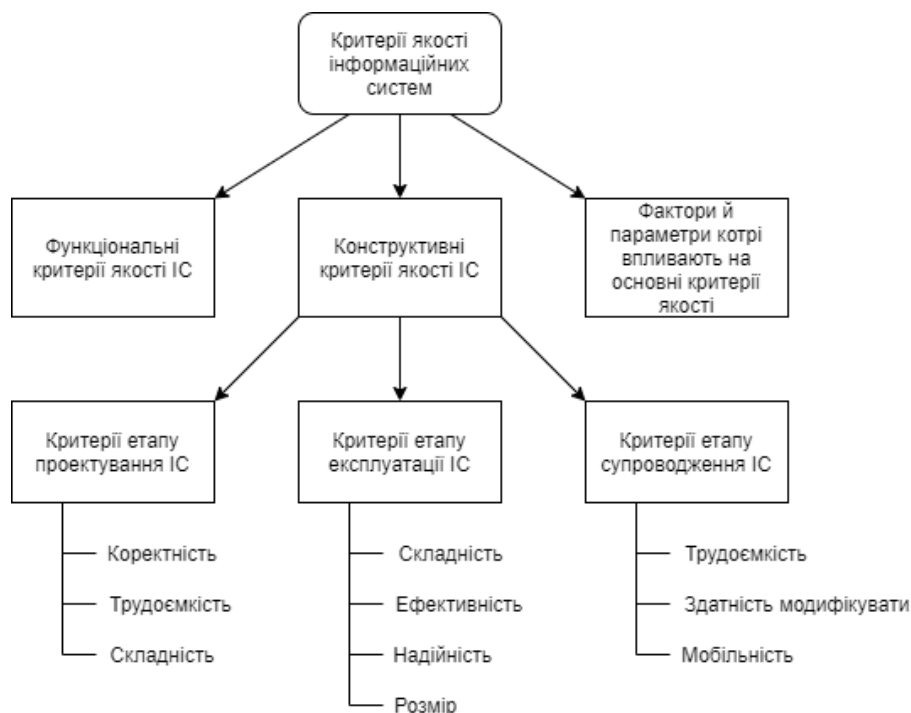 Критерії якості
інформаційних
систем
Функціональні
критерії якості ІС
Конструктивні
критерії якості ІС
Фактори й
параметри котрі
впливають на
основні критерії
якості
Критерії етапу
проектування ІС
Критерії етапу
експлуатації ІС
Критерії етапу
супроводження ІС
Коректність
Трудоємкість
Складність
Складність
Ефективність
Надійність
Розмір
Трудоємкість
Здатність модифікувати
Мобільність